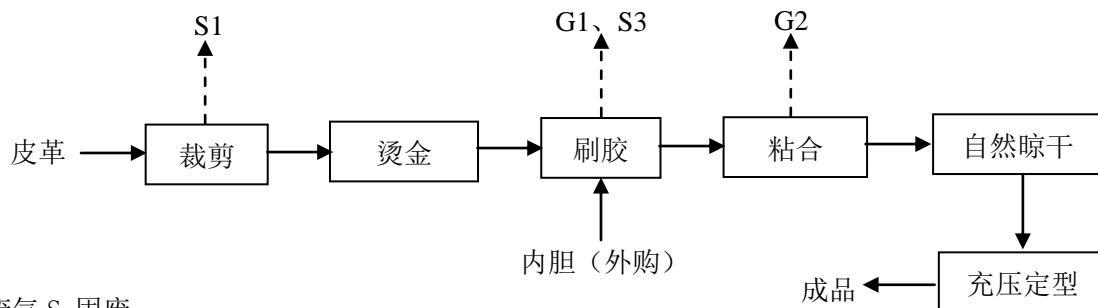 S1
G1、S3
G2
皮革
裁剪
烫金
刷胶
粘合
自然晾干
内胆（外购）
成品
充压定型